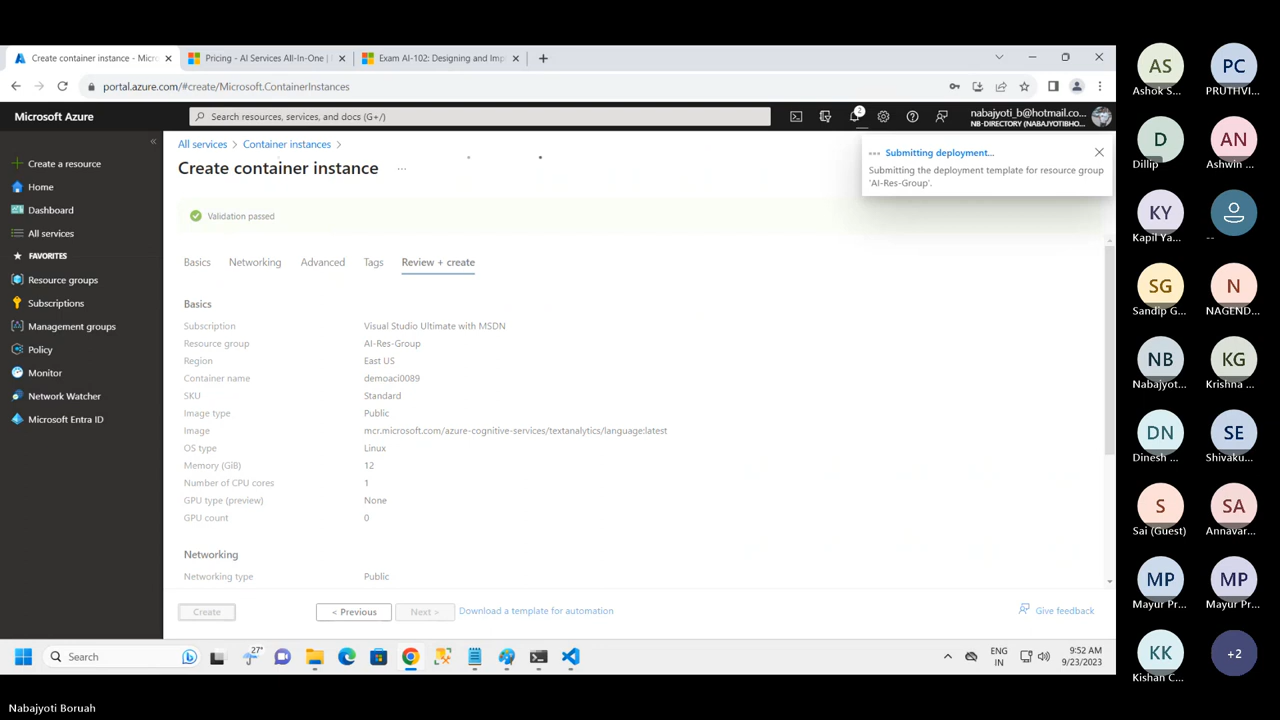 Create container instance - Micr
Pricing - AI Services All-In-One |
Exam AI-102: Designing and Imp
portal.azure.com/#create/Microsoft.ContainerInstances
Microsoft Azure
Search resources, services, and docs (G+/)
2
nabajyoti_b@hotmail.co...
NB-DIRECTORY (NABAJYOTIBHO...
Create a resource
Home
Dashboard
All services
FAVORITES
Resource groups
Subscriptions
Management groups
Policy
Monitor
Network Watcher
Microsoft Entra ID
All services
Container instances
Create container instance ...
Submitting deployment...
Submitting the deployment template for resource group
'AI-Res-Group'.
Validation passed
Basics
Networking
Advanced
Tags
Review + create
Basics
Subscription Visual Studio Ultimate with MSDN
Resource group AI-Res-Group
Region East US
Container name demoaci0089
SKU Standard
Image type Public
Image mcr.microsoft.com/azure-cognitive-services/textanalytics/language:latest
OS type Linux
Memory (GiB) 12
Number of CPU cores 1
GPU type (preview) None
GPU count 0
Networking
Networking type Public
Create
< Previous
Next >
Download a template for automation
Give feedback
Search
27°
ENG
IN
9:52 AM
9/23/2023
AS
PC
Ashok S...
PRUTHVI...
D
AN
Dillip
Ashwin ...
KY
Kapil Ya...
--
SG
N
Sandip G...
NAGEND...
NB
KG
Nabajyot...
Krishna ...
DN
SE
Dinesh ...
Shivaku...
S
SA
Sai (Guest)
Annavar...
MP
MP
Mayur Pr...
Mayur Pr...
KK
+2
Kishan C...
Nabajyoti Boruah